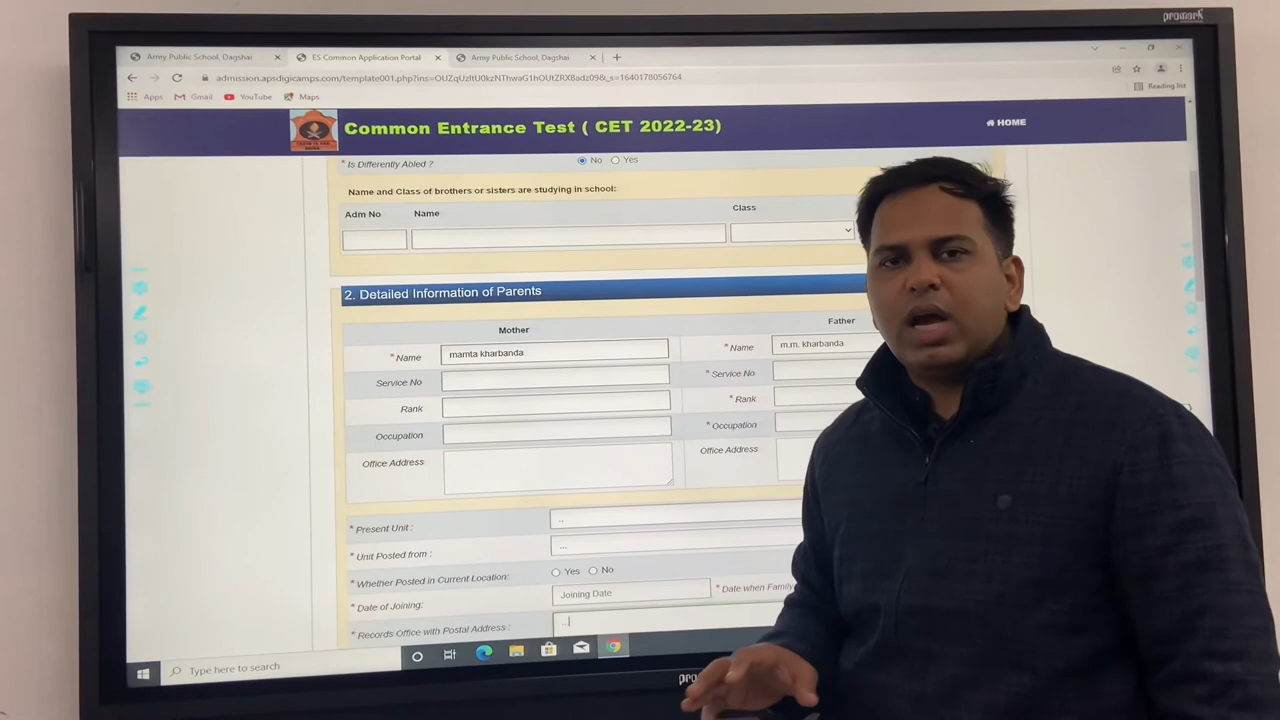 promark
Army Public School, Dagshai
ES Common Application Portal
Army Public School, Dagshai
admission.apsdigicamps.com/template001.php?ins=OUZqUzltU0kzNThwaG1hOUtZRXBadz09&_s=1640178056764
Apps Gmail YouTube Maps
Reading list
Common Entrance Test ( CET 2022-23)
HOME
* Is Differently Abled ? No Yes
Name and Class of brothers or sisters are studying in school:
Adm No Name Class
2. Detailed Information of Parents
Mother Father
* Name mamta kharbanda * Name m.m. kharbanda
Service No * Service No
Rank * Rank
Occupation * Occupation
Office Address Office Address
* Present Unit : ..
* Unit Posted from : ...
* Whether Posted in Current Location: Yes No
* Date of Joining: Joining Date * Date when Family
* Records Office with Postal Address : ...
Type here to search